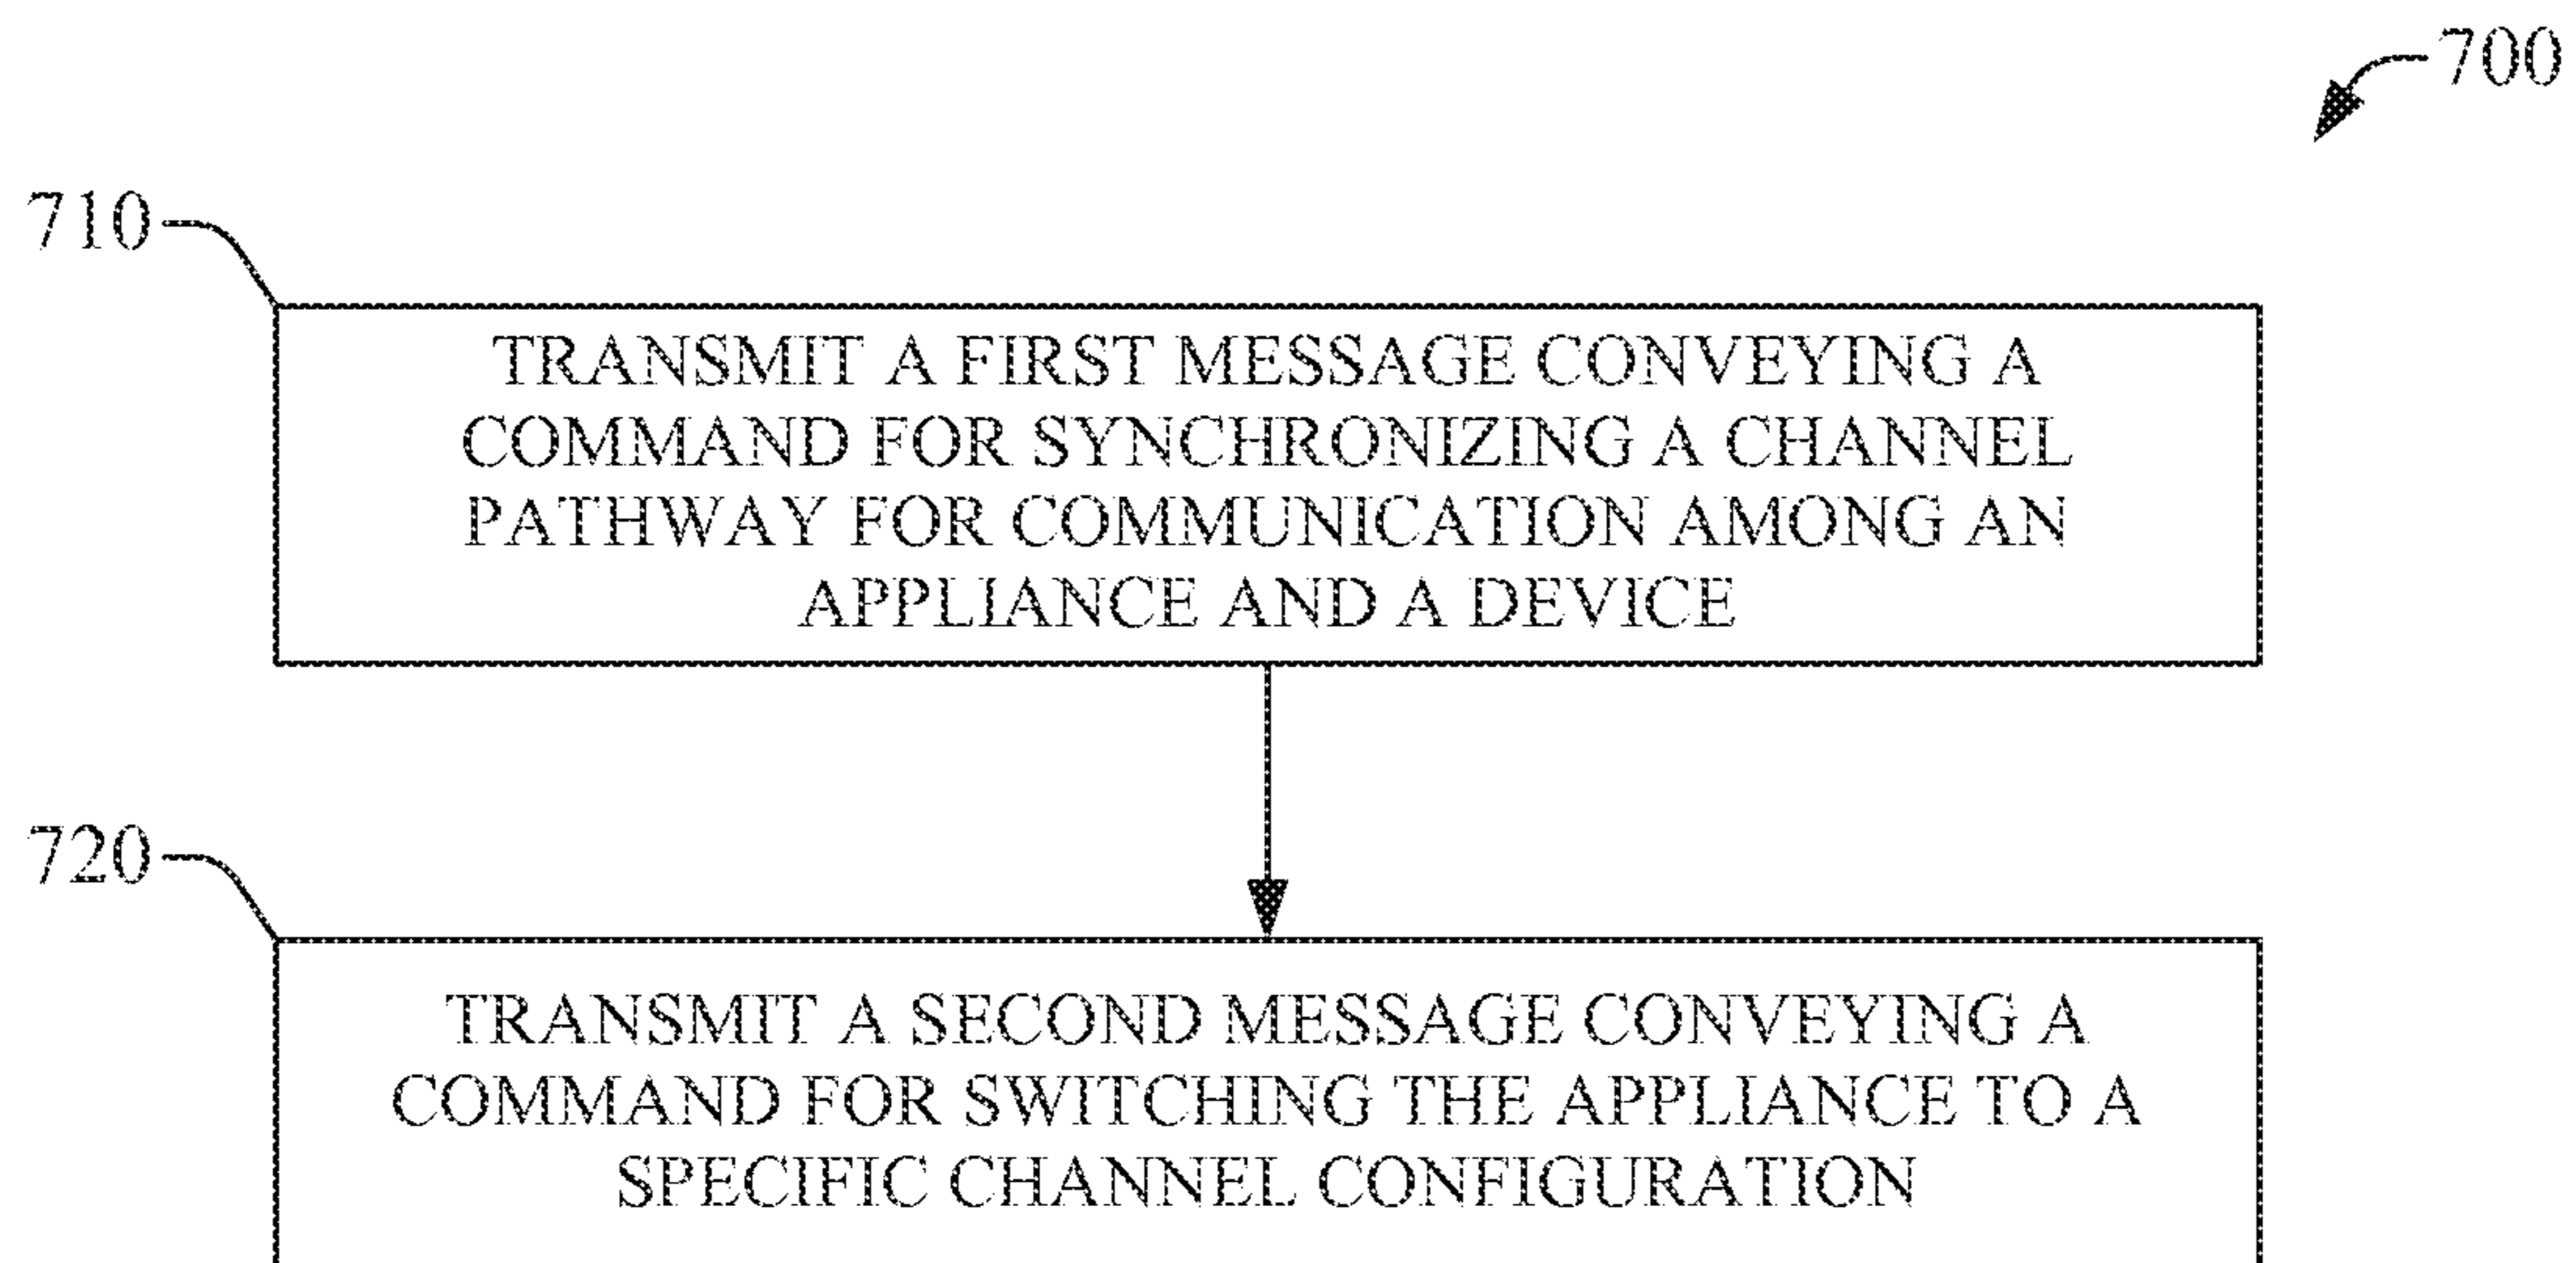 700
710
TRANSMIT A FIRST MESSAGE CONVEYING A
COMMAND FOR SYNCHRONIZING A CHANNEL
PATHWAY FOR COMMUNICATION AMONG AN
APPLIANCE AND A DEVICE
720
TRANSMIT A SECOND MESSAGE CONVEYING A
COMMAND FOR SWITCHING THE APPLIANCE TO A
SPECIFIC CHANNEL CONFIGURATION